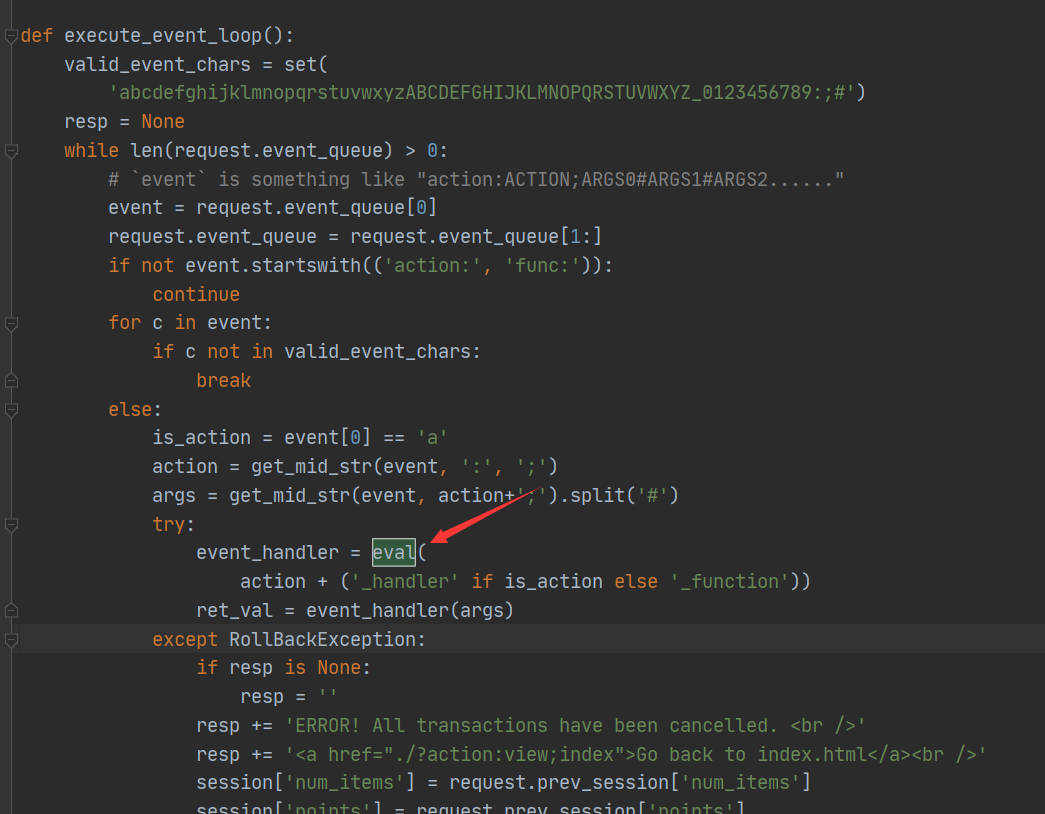 def execute_event_loop():
    valid_event_chars = set(
        'abcdefghijklmnopqrstuvwxyzABCDEFGHIJKLMNOPQRSTUVWXYZ_0123456789:;#')
    resp = None
    while len(request.event_queue) > 0:
        # `event` is something like "action:ACTION;ARGS0#ARGS1#ARGS2......"
        event = request.event_queue[0]
        request.event_queue = request.event_queue[1:]
        if not event.startswith(('action:', 'func:')):
            continue
        for c in event:
            if c not in valid_event_chars:
                break
        else:
            is_action = event[0] == 'a'
            action = get_mid_str(event, ':', ';')
            args = get_mid_str(event, action+';').split('#')
            try:
                event_handler = eval(
                    action + ('_handler' if is_action else '_function'))
                ret_val = event_handler(args)
            except RollBackException:
                if resp is None:
                    resp = ''
                resp += 'ERROR! All transactions have been cancelled. <br />'
                resp += '<a href="./?action:view;index">Go back to index.html</a><br />'
                session['num_items'] = request.prev_session['num_items']
                session['points'] = request.prev_session['points']